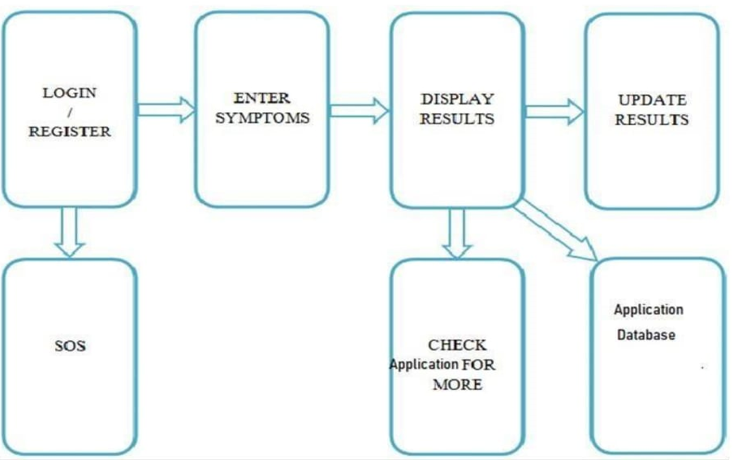 LOGIN
/
REGISTER
ENTER
SYMPTOMS
DISPLAY
RESULTS
UPDATE
RESULTS
SOS
CHECK
Application FOR
MORE
Application
Database
.